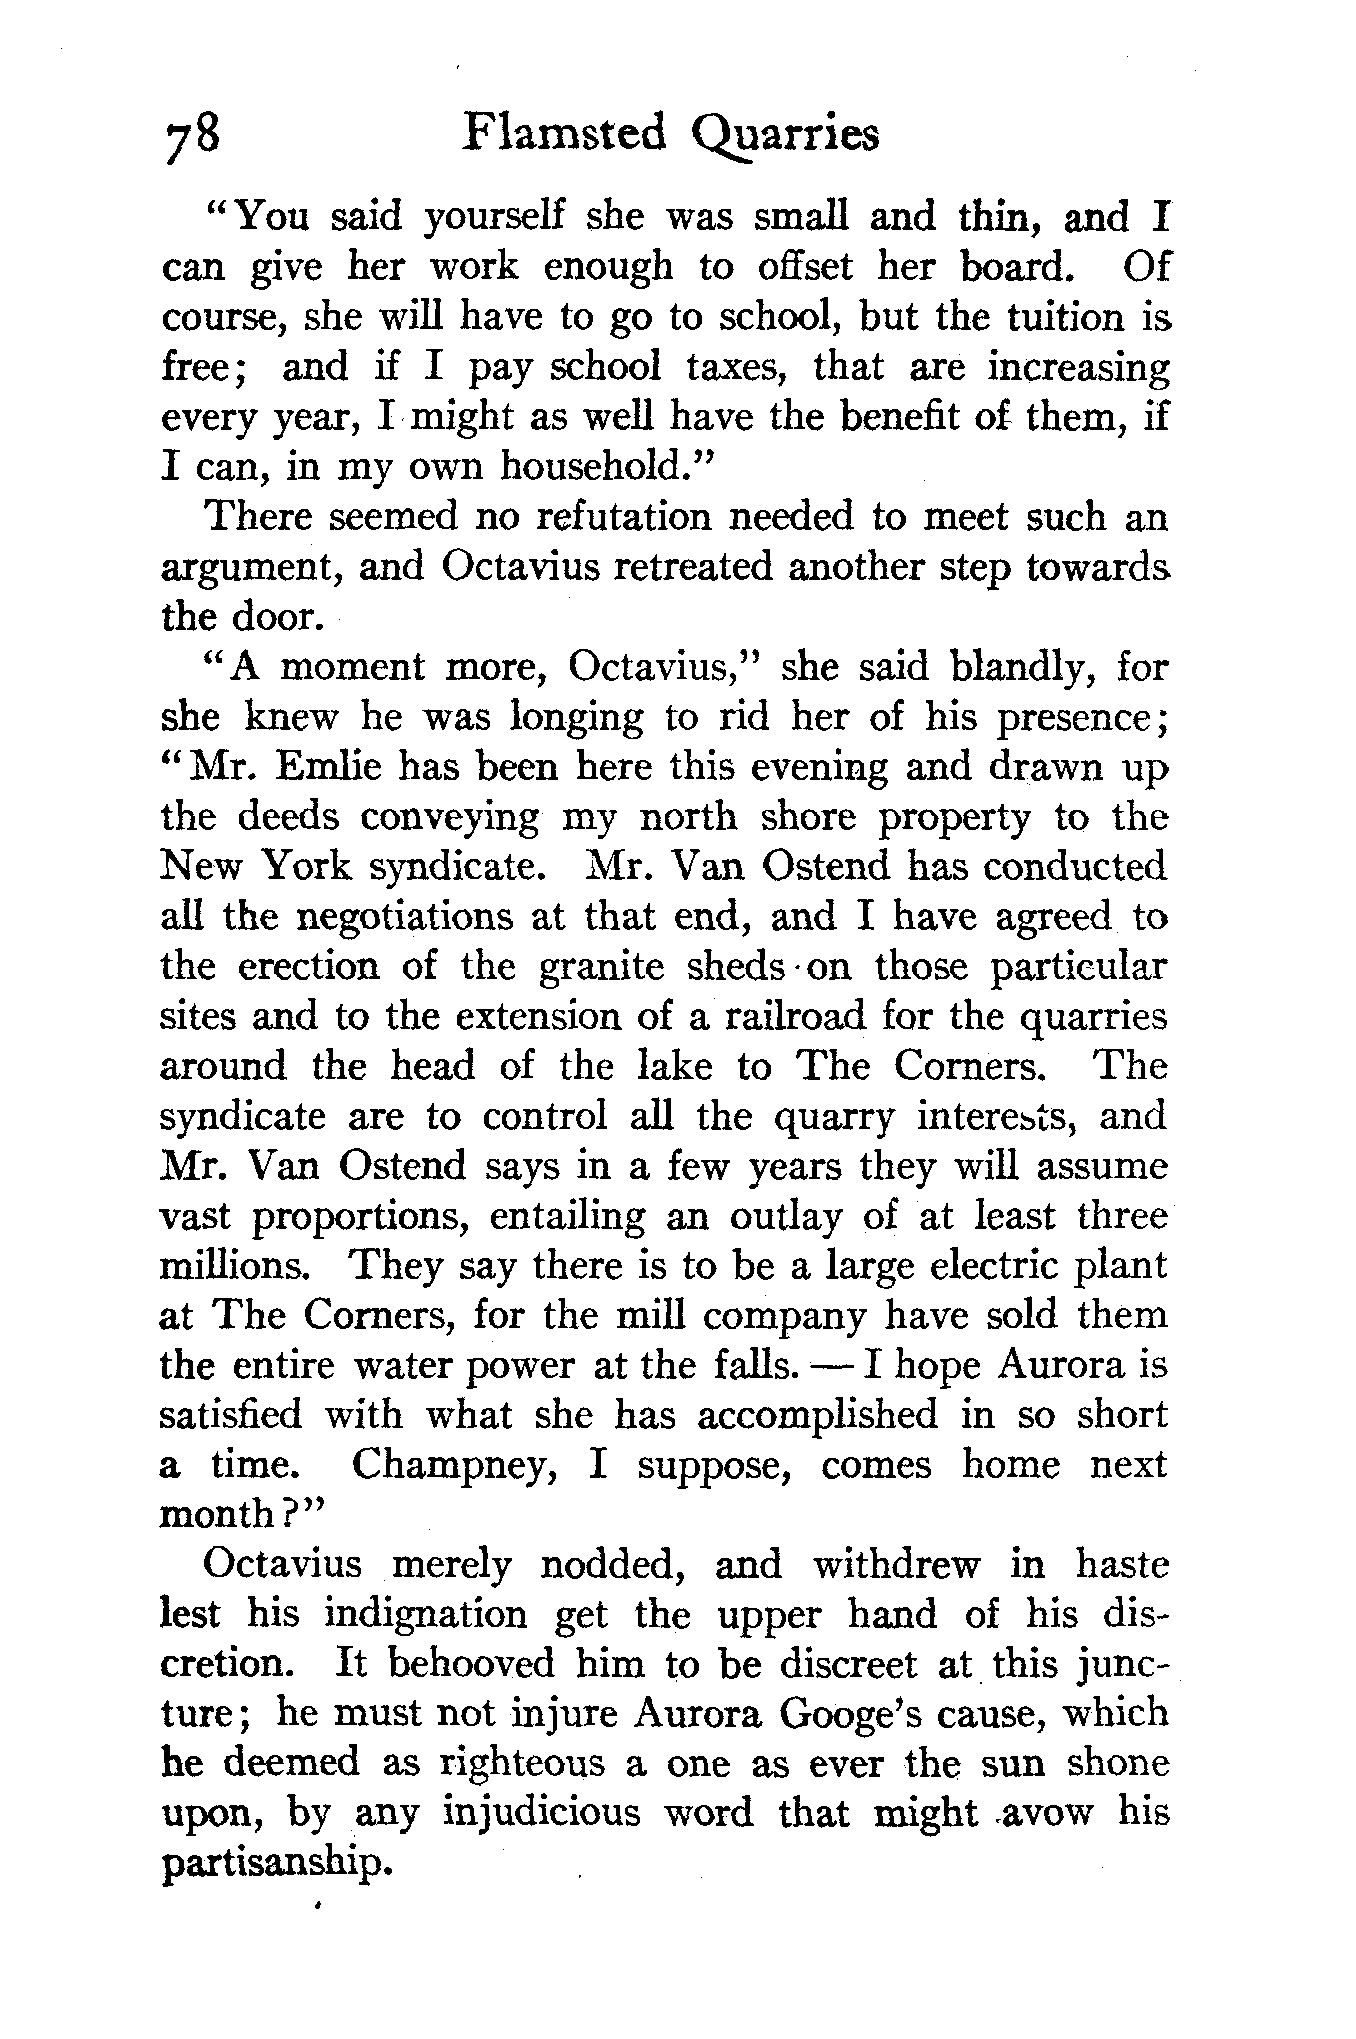 78 Flamsted Quarries
“You said yourself she was small and thin, and I
can give her work enough to offset her board. Of
course, she will have to go to school, but the tuition is
free; and if I pay school taxes, that are increasing
every year, I might as well have the benefit of them, if
I can, in my own household.”
There seemed no refutation needed to meet such an
argument, and Octavius retreated another step towards
the door.
“A moment more, Octavius,” she said blandly, for
she knew he was longing to rid her of his presence;
“Mr. Emlie has been here this evening and drawn up
the deeds conveying my north shore property to the
New York syndicate. Mr. Van Ostend has conducted
all the negotiations at that end, and I have agreed to
the erection of the granite sheds on those particular
sites and to the extension of a railroad for the quarries
around the head of the lake to The Corners. The
syndicate are to control all the quarry interests, and
Mr. Van Ostend says in a few years they will assume
vast proportions, entailing an outlay of at least three
millions. They say there is to be a large electric plant
at The Corners, for the mill company have sold them
the entire water power at the falls. — I hope Aurora is
satisfied with what she has accomplished in so short
a time. Champney, I suppose, comes home next
month?”
Octavius merely nodded, and withdrew in haste
lest his indignation get the upper hand of his dis-
cretion. It behooved him to be discreet at this junc-
ture; he must not injure Aurora Googe’s cause, which
he deemed as righteous a one as ever the sun shone
upon, by any injudicious word that might avow his
partisanship.